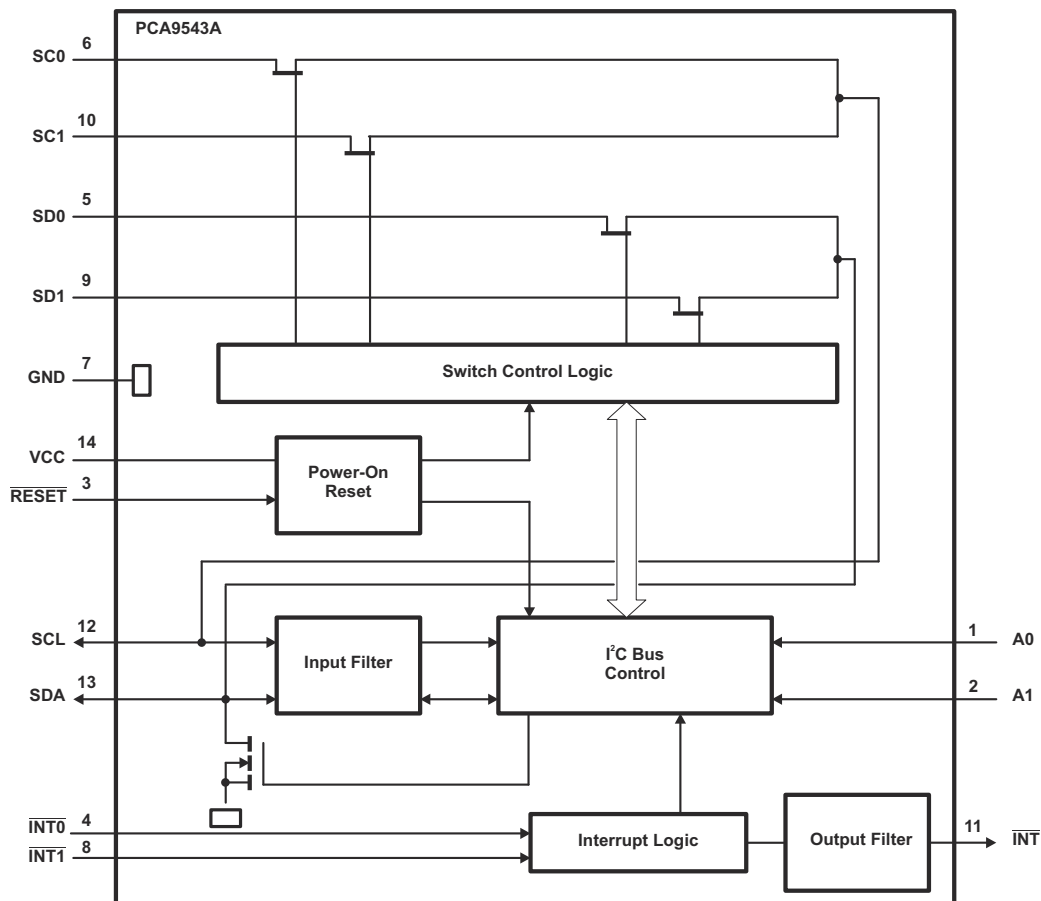 PCA9543A
SC0 6
SC1 10
SD0 5
SD1 9
GND 7
Switch Control Logic
VCC 14
RESET 3
Power-On
Reset
SCL 12
SDA 13
Input Filter
I²C Bus
Control
1 A0
2 A1
INT0 4
INT1 8
Interrupt Logic
Output Filter
11 INT